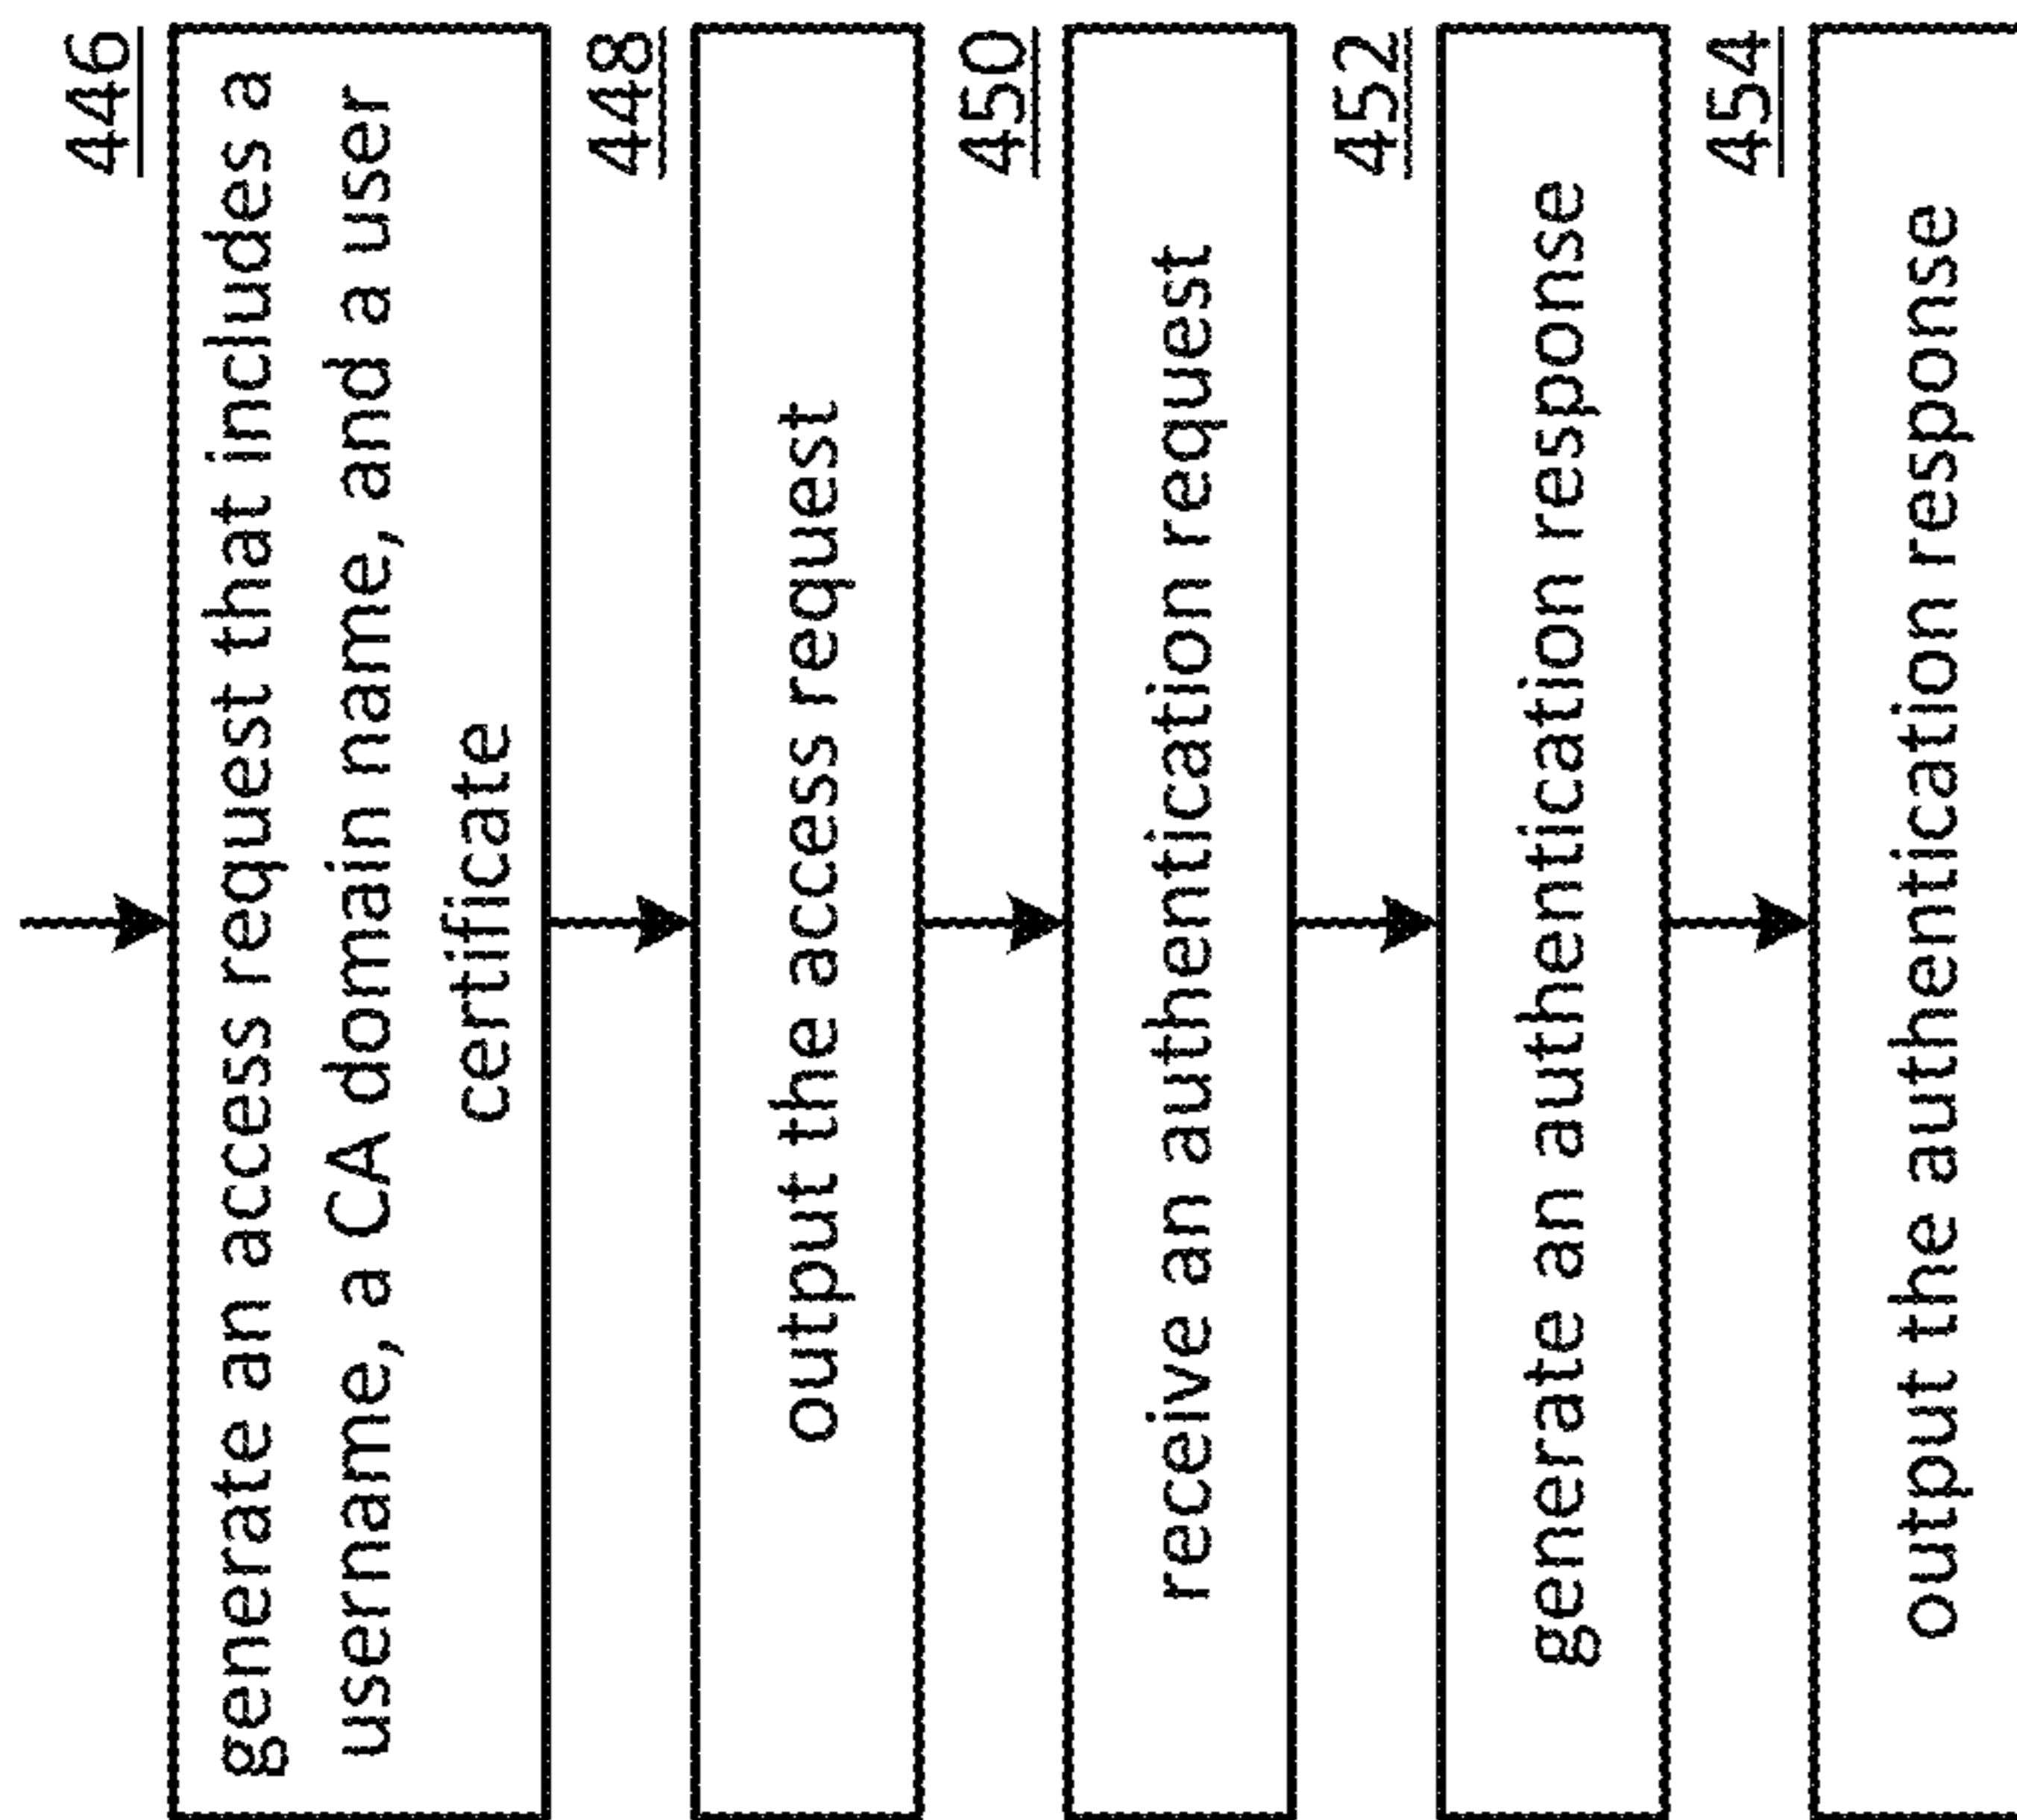 446
generate an access request that includes a
username, a CA domain name, and a user
certificate
448
output the access request
450
receive an authentication request
452
generate an authentication response
454
output the authentication response